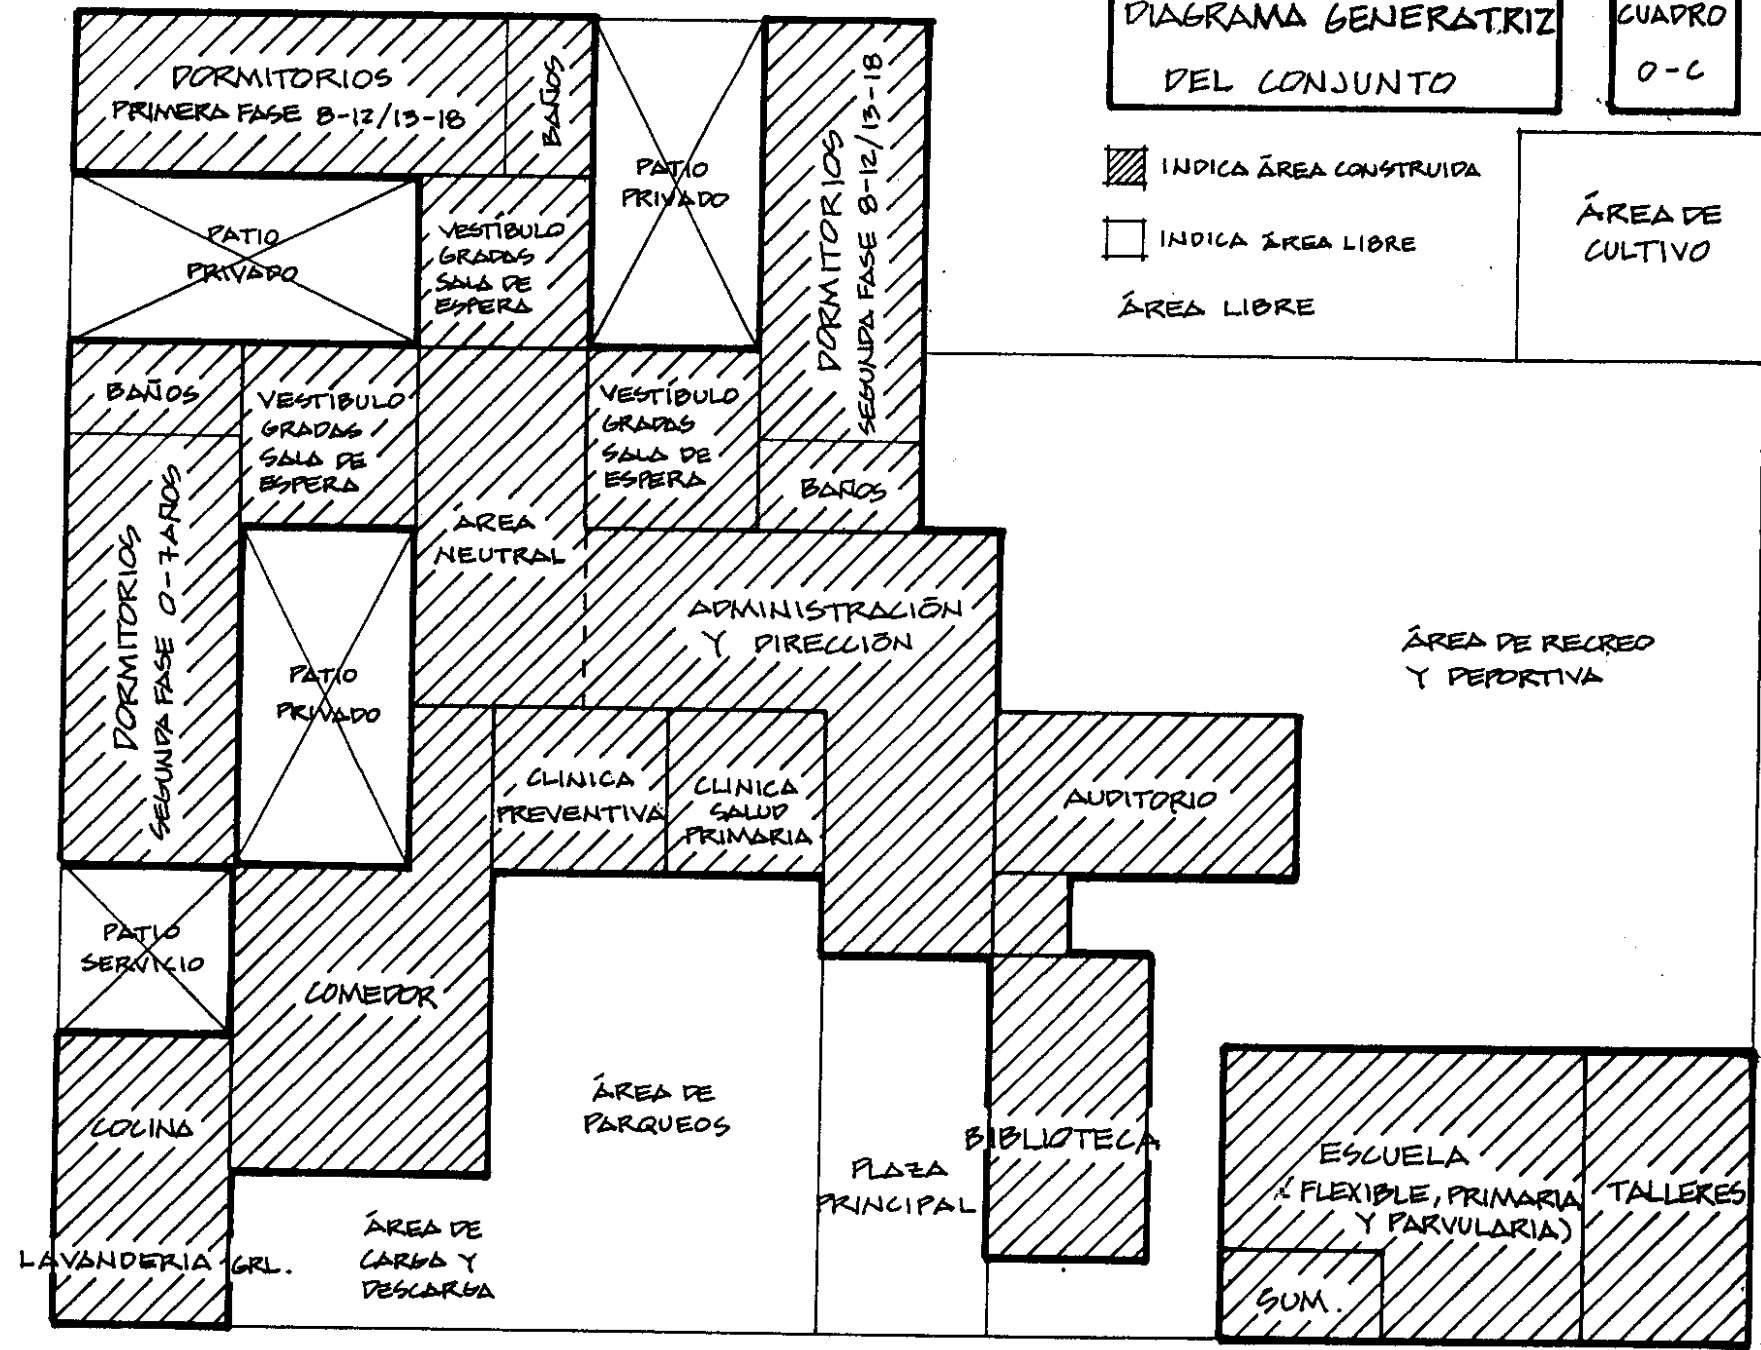 DIAGRAMA GENERATRIZ
DEL CONJUNTO
CUADRO
O-C
INDICA ÁREA CONSTRUIDA
INDICA ÁREA LIBRE
ÁREA LIBRE
ÁREA DE
CULTIVO
DORMITORIOS
PRIMERA FASE 8-12/13-18
BAÑOS
PATIO
PRIVADO
DORMITORIOS
SEGUNDA FASE 8-12/13-18
PATIO
PRIVADO
VESTÍBULO
GRADAS
SALA DE
ESPERA
BAÑOS
VESTÍBULO
GRADAS
SALA DE
ESPERA
VESTÍBULO
GRADAS
SALA DE
ESPERA
BAÑOS
DORMITORIOS
SEGUNDA FASE 0-7 AÑOS
AREA
NEUTRAL
ADMINISTRACIÓN
Y DIRECCIÓN
ÁREA DE RECREO
Y DEPORTIVA
PATIO
PRIVADO
CLINICA
PREVENTIVA
CLINICA
SALUD
PRIMARIA
AUDITORIO
PATIO
SERVICIO
COMEDOR
COCINA
LAVANDERIA GRL.
ÁREA DE
PARQUEOS
ÁREA DE
CARGA Y
DESCARGA
PLAZA
PRINCIPAL
BIBLIOTECA
ESCUELA
(FLEXIBLE, PRIMARIA
Y PARVULARIA)
TALLERES
SUM.